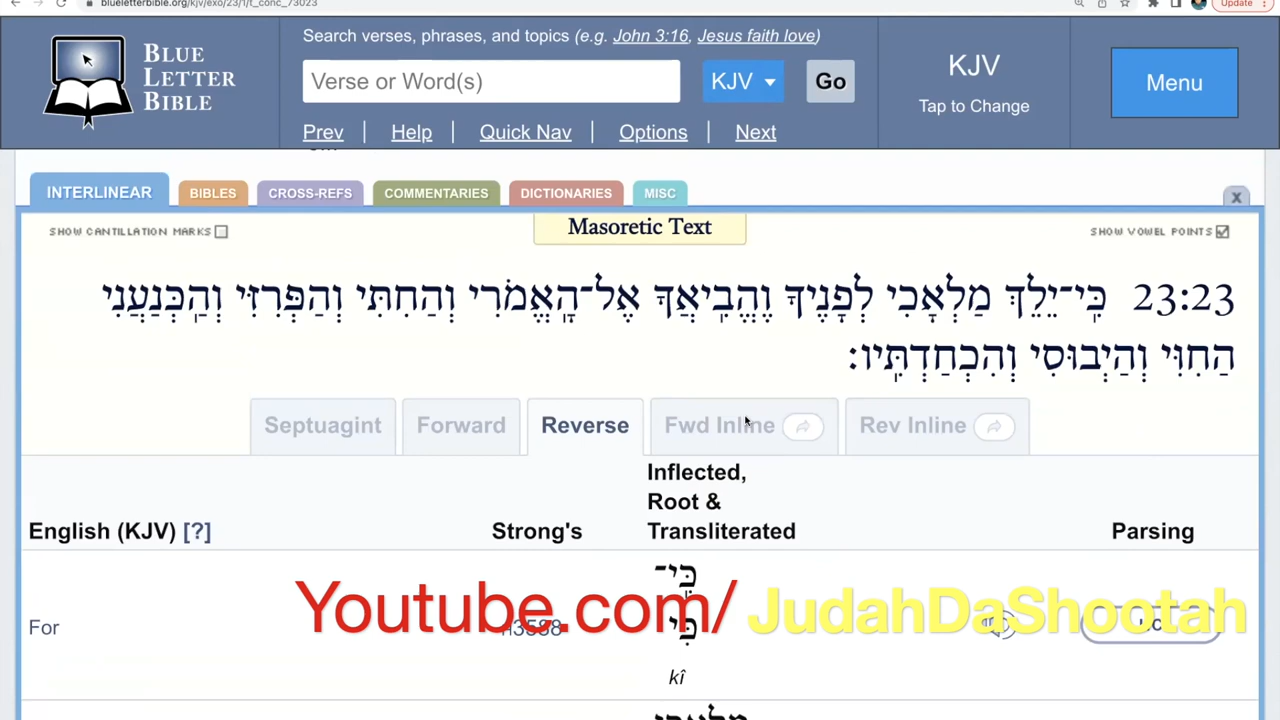 blueletterbible.org/kjv/exo/23/1/t_conc_73023
Update
BLUE
LETTER
BIBLE
Search verses, phrases, and topics (e.g. John 3:16, Jesus faith love)
Verse or Word(s)
KJV
Go
Prev | Help | Quick Nav | Options | Next
KJV
Tap to Change
Menu
INTERLINEAR BIBLES CROSS-REFS COMMENTARIES DICTIONARIES MISC X
SHOW CANTILLATION MARKS
Masoretic Text
SHOW VOWEL POINTS
23:23 כִּֽי־יֵלֵךְ מַלְאָכִי לְפָנֶיךָ וֶהֱבִֽיאֲךָ אֶל־הָֽאֱמֹרִי וְהַחִתִּי וְהַפְּרִזִּי וְהַֽכְּנַעֲנִי
הַחִוִּי וְהַיְבוּסִי וְהִכְחַדְתִּֽיו׃
Septuagint Forward Reverse Fwd Inline Rev Inline
English (KJV) [?]
Strong's
Inflected,
Root &
Transliterated
Parsing
For
H3588
כִּֽי־
כִּי
kî
Youtube.com/ JudahDaShootah